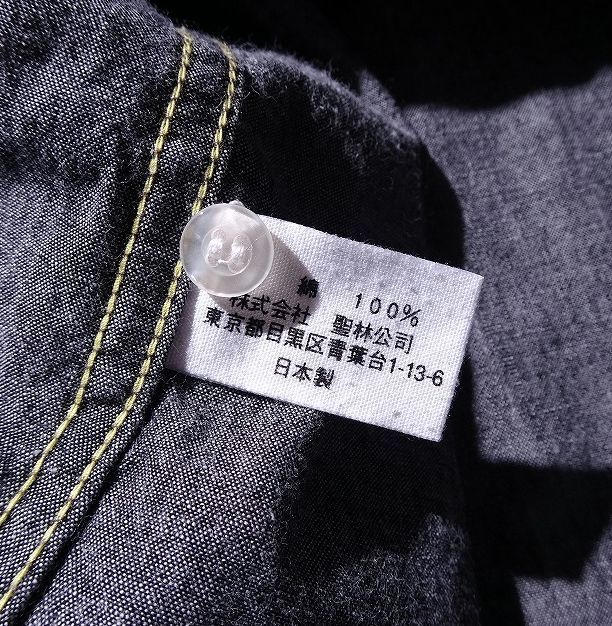 綿 100%
株式会社 聖林公司
東京都目黒区青葉台1-13-6
日本製